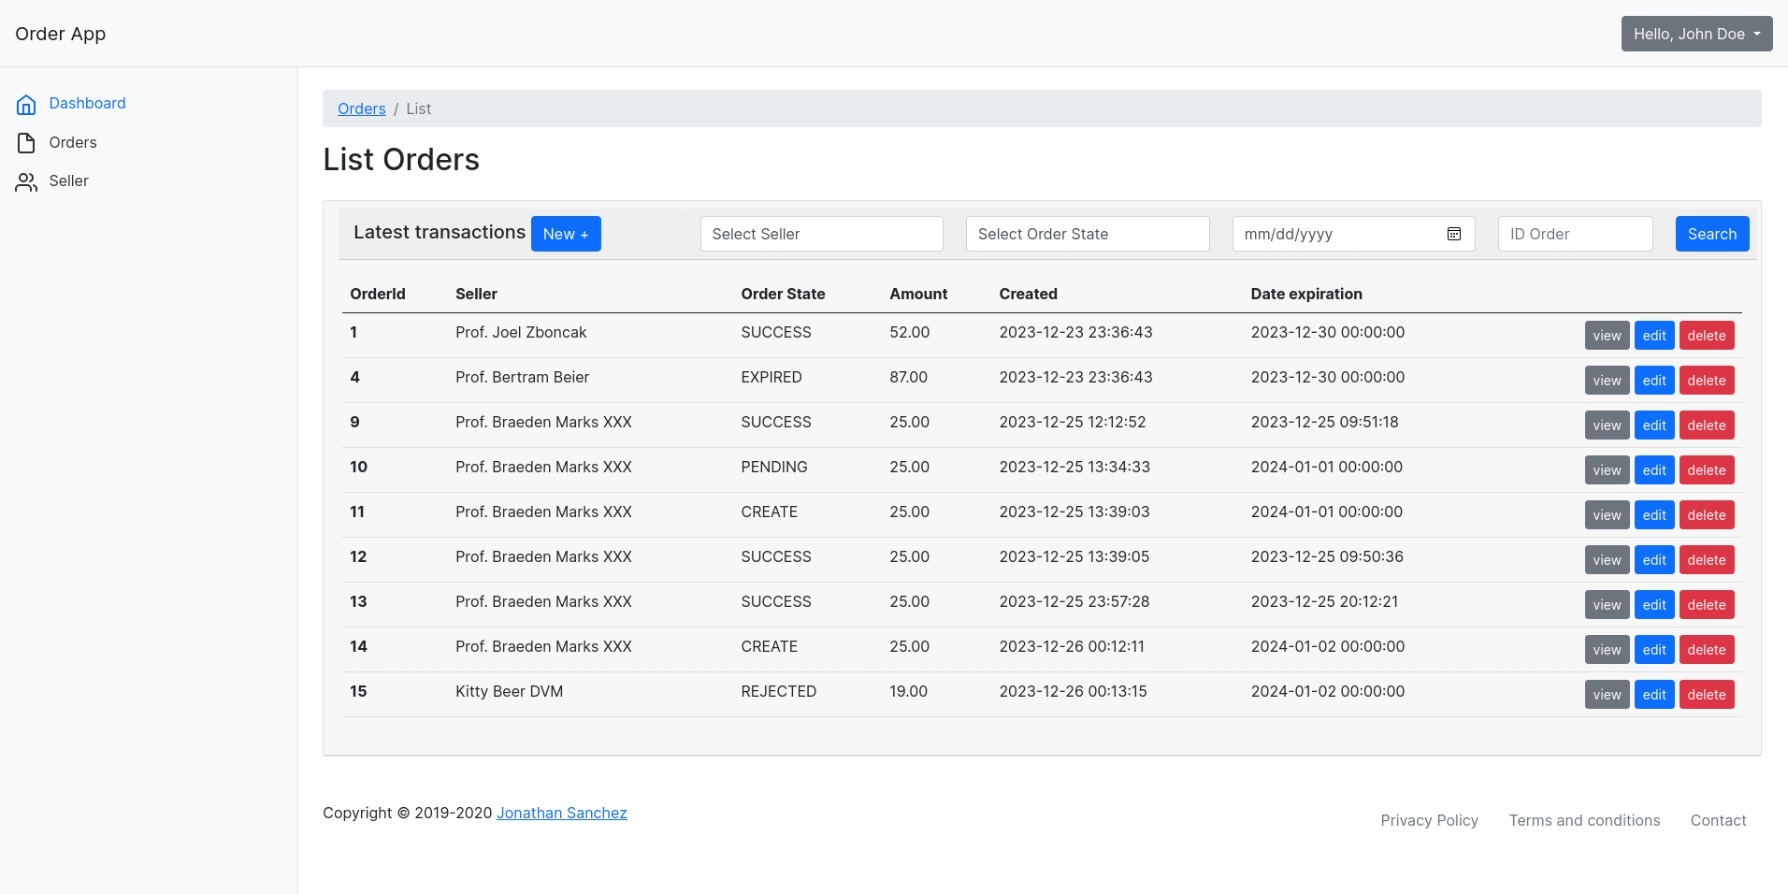 Order App
Hello, John Doe
Dashboard
Orders
Seller
Orders / List
List Orders
Latest transactions New + Select Seller Select Order State mm/dd/yyyy ID Order Search
OrderId Seller Order State Amount Created Date expiration
1 Prof. Joel Zboncak SUCCESS 52.00 2023-12-23 23:36:43 2023-12-30 00:00:00 view edit delete
4 Prof. Bertram Beier EXPIRED 87.00 2023-12-23 23:36:43 2023-12-30 00:00:00 view edit delete
9 Prof. Braeden Marks XXX SUCCESS 25.00 2023-12-25 12:12:52 2023-12-25 09:51:18 view edit delete
10 Prof. Braeden Marks XXX PENDING 25.00 2023-12-25 13:34:33 2024-01-01 00:00:00 view edit delete
11 Prof. Braeden Marks XXX CREATE 25.00 2023-12-25 13:39:03 2024-01-01 00:00:00 view edit delete
12 Prof. Braeden Marks XXX SUCCESS 25.00 2023-12-25 13:39:05 2023-12-25 09:50:36 view edit delete
13 Prof. Braeden Marks XXX SUCCESS 25.00 2023-12-25 23:57:28 2023-12-25 20:12:21 view edit delete
14 Prof. Braeden Marks XXX CREATE 25.00 2023-12-26 00:12:11 2024-01-02 00:00:00 view edit delete
15 Kitty Beer DVM REJECTED 19.00 2023-12-26 00:13:15 2024-01-02 00:00:00 view edit delete
Copyright © 2019-2020 Jonathan Sanchez
Privacy Policy Terms and conditions Contact